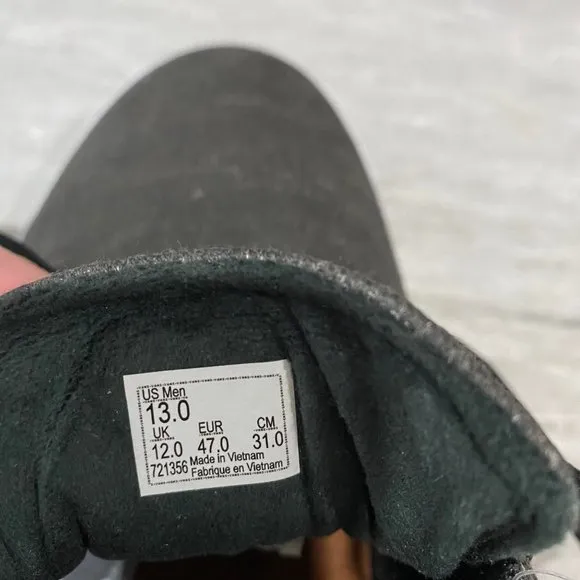 US Men
13.0
UK EUR CM.
12.0 47.0 31.0
721356 Made in Vietnam
Fabrique en Vietnam